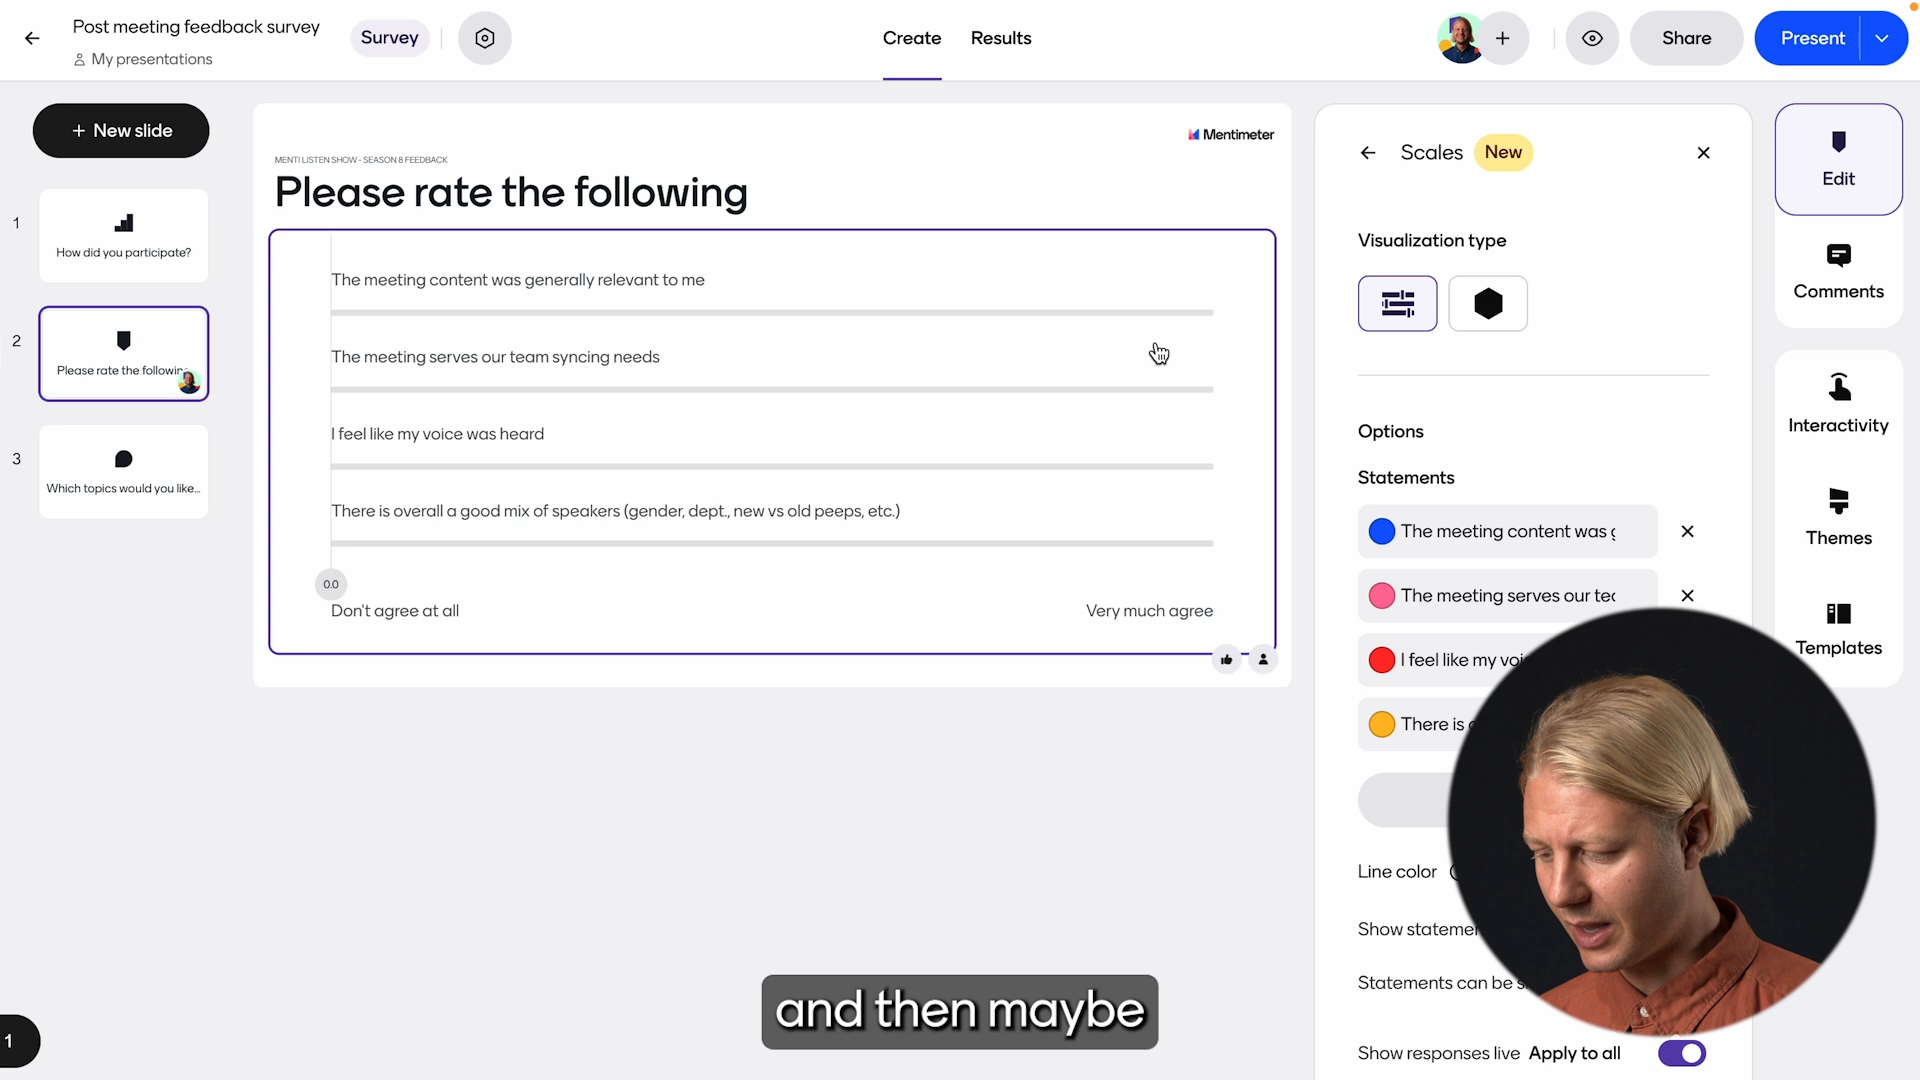 Post meeting feedback survey
My presentations
Survey
Create
Results
Share
Present
+ New slide
1
How did you participate?
2
Please rate the followin
3
Which topics would you like...
1
Mentimeter
MENTI LISTEN SHOW - SEASON 8 FEEDBACK
Please rate the following
The meeting content was generally relevant to me
The meeting serves our team syncing needs
I feel like my voice was heard
There is overall a good mix of speakers (gender, dept., new vs old peeps, etc.)
0.0
Don't agree at all
Very much agree
Scales
New
Visualization type
Options
Statements
The meeting content was
The meeting serves our
I feel like my
There is
Line color
Show
Statements can be
Show responses live Apply to all
Edit
Comments
Interactivity
Themes
Templates
and then maybe